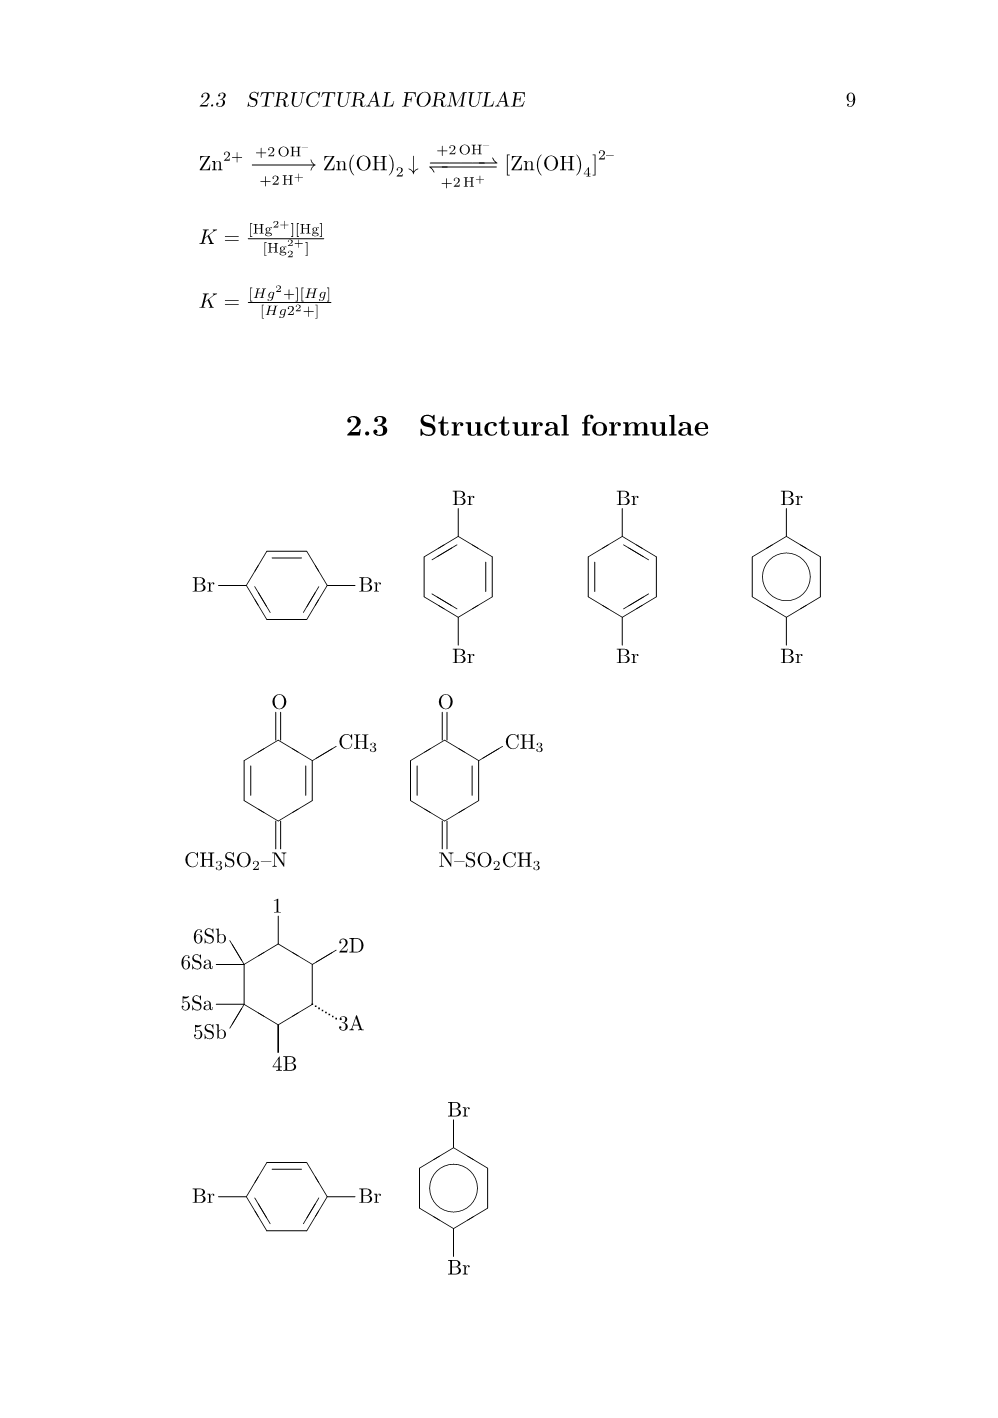 2.3 STRUCTURAL FORMULAE 9
Zn²⁺ —(+2 OH⁻ / +2 H⁺)→ Zn(OH)₂↓ ⇌(+2 OH⁻ / +2 H⁺) [Zn(OH)₄]²⁻
K = [Hg²⁺][Hg] / [Hg₂²⁺]
K = [Hg²+][Hg] / [Hg2²+]
2.3 Structural formulae
Br Br Br
Br Br
Br Br Br
O O
CH₃ CH₃
CH₃SO₂–N N–SO₂CH₃
1
6Sb 2D
6Sa
5Sa
5Sb 3A
4B
Br
Br Br
Br